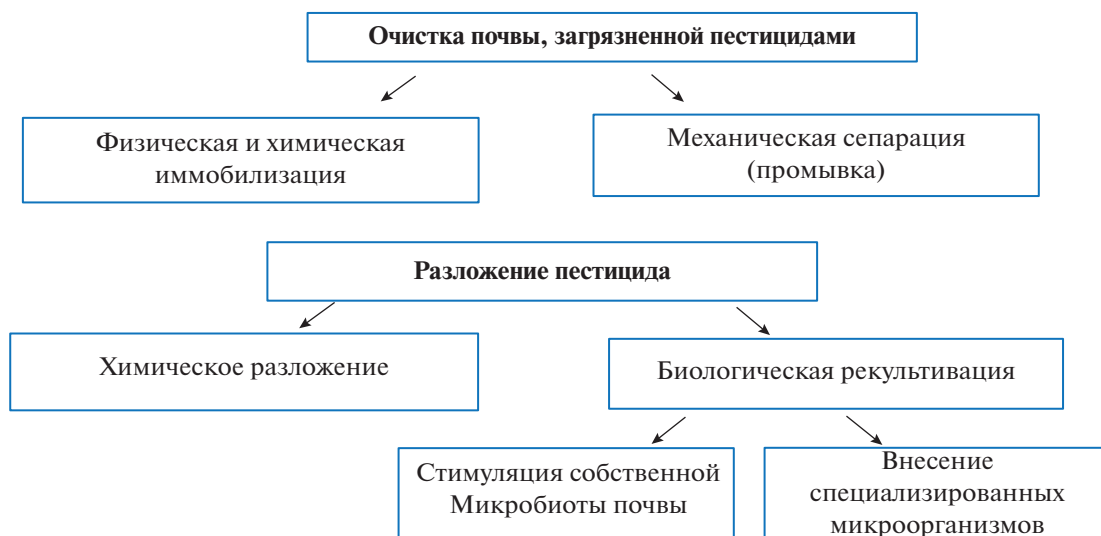 Очистка почвы, загрязненной пестицидами
Физическая и химическая
иммобилизация
Механическая сепарация
(промывка)
Разложение пестицида
Химическое разложение
Биологическая рекультивация
Стимуляция собственной
Микробиоты почвы
Внесение
специализированных
микроорганизмов